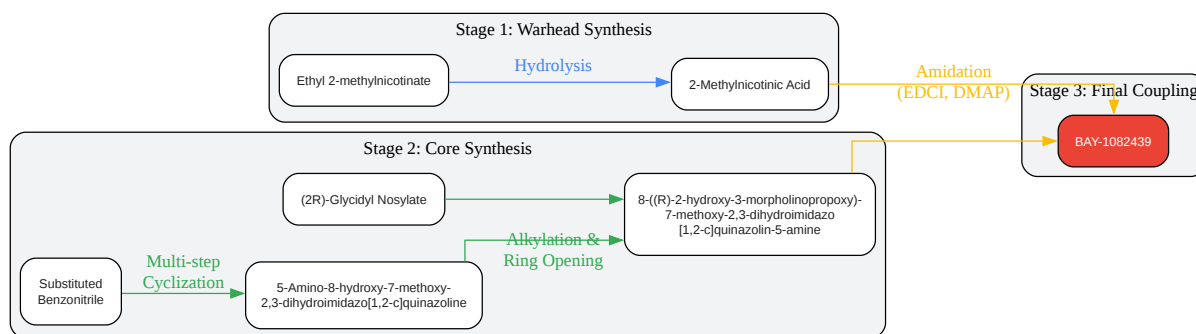 Stage 1: Warhead Synthesis
Ethyl 2-methylnicotinate
Hydrolysis
2-Methylnicotinic Acid
Amidation
(EDCI, DMAP)
Stage 3: Final Coupling
BAY-1082439
Stage 2: Core Synthesis
(2R)-Glycidyl Nosylate
8-((R)-2-hydroxy-3-morpholinopropoxy)-
7-methoxy-2,3-dihydroimidazo
[1,2-c]quinazolin-5-amine
Alkylation &
Ring Opening
Multi-step
Cyclization
Substituted
Benzonitrile
5-Amino-8-hydroxy-7-methoxy-
2,3-dihydroimidazo[1,2-c]quinazoline